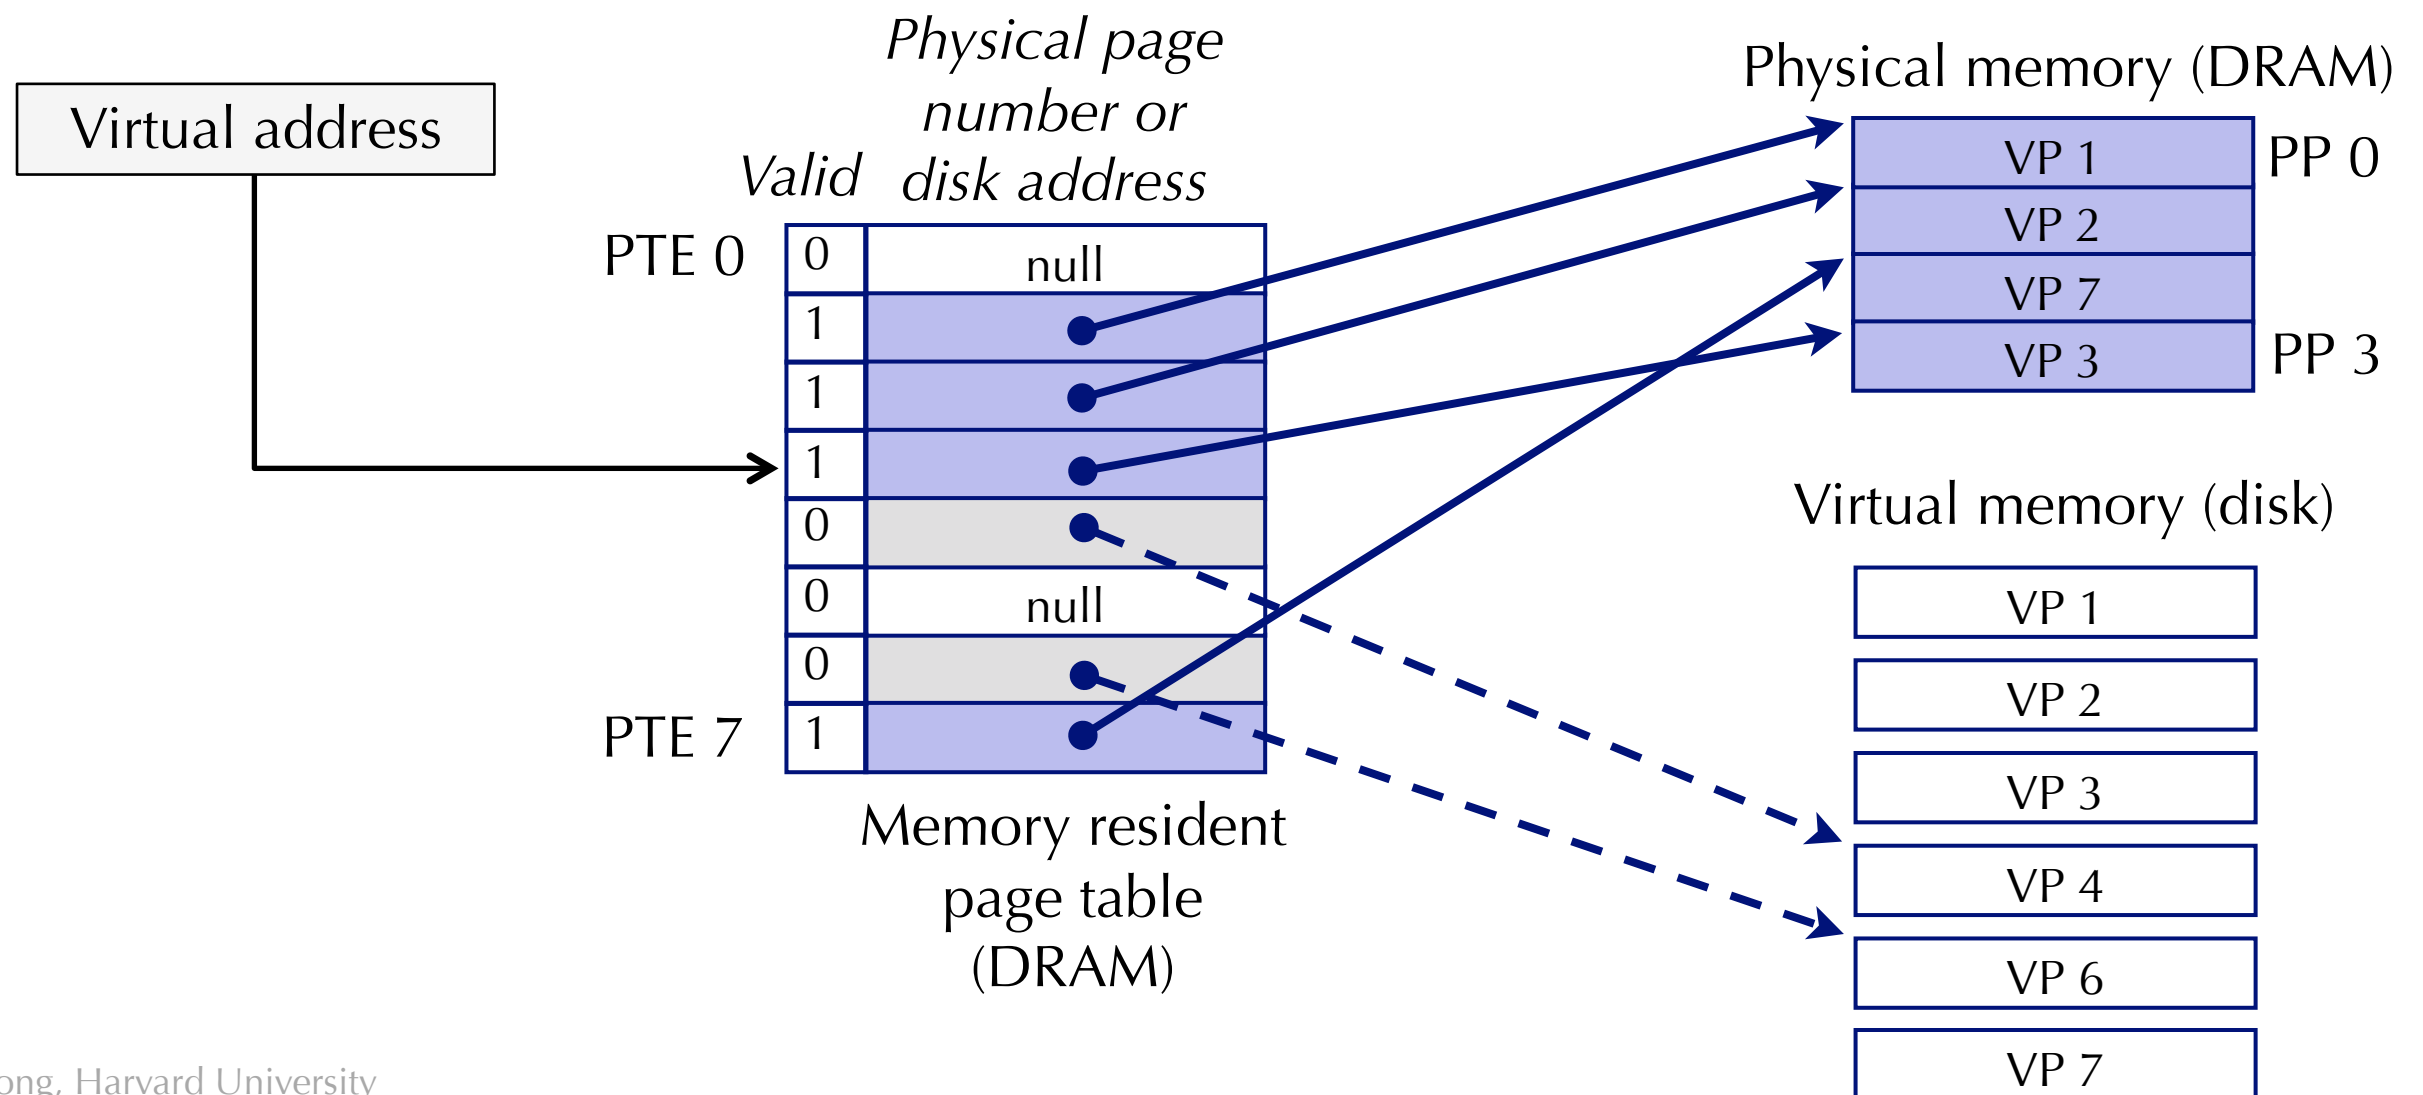 Virtual address
Physical page
number or
disk address
Valid
PTE 0
0
null
1
1
1
0
0
null
0
PTE 7
1
Memory resident
page table
(DRAM)
Physical memory (DRAM)
VP 1
PP 0
VP 2
VP 7
VP 3
PP 3
Virtual memory (disk)
VP 1
VP 2
VP 3
VP 4
VP 6
VP 7
ong, Harvard University